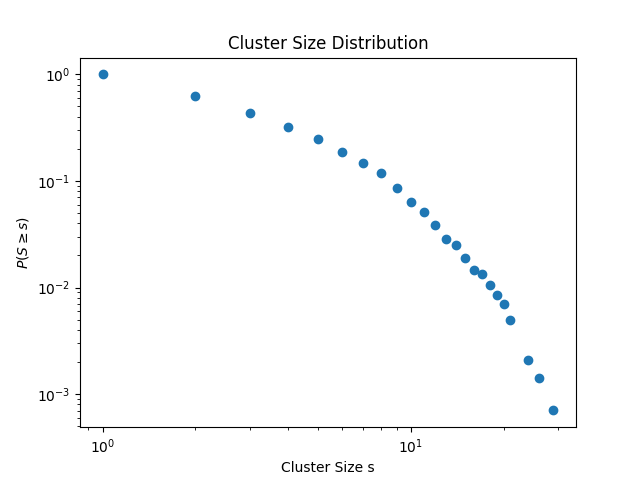 Cluster Size Distribution
10⁰
10⁻¹
10⁻²
10⁻³
P(S ≥ s)
10⁰
10¹
Cluster Size s